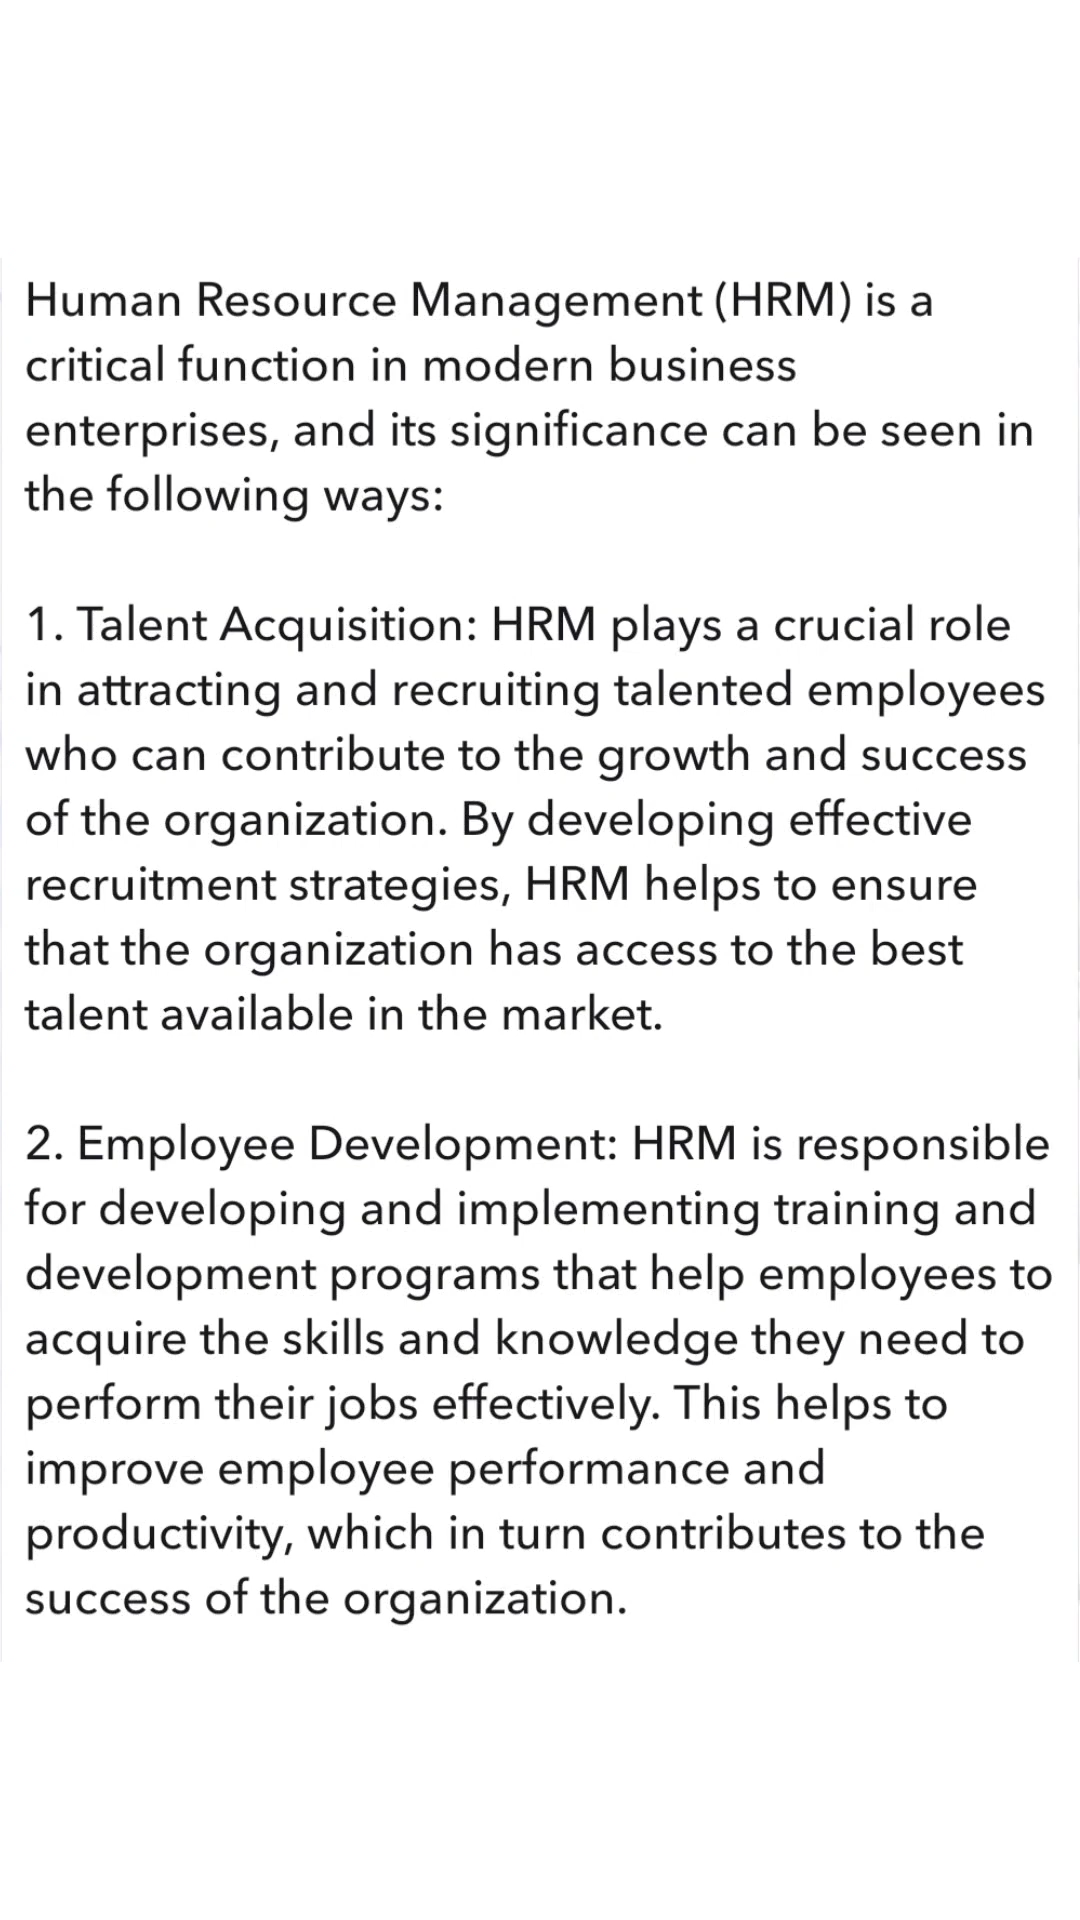 Human Resource Management (HRM) is a
critical function in modern business
enterprises, and its significance can be seen in
the following ways:
1. Talent Acquisition: HRM plays a crucial role
in attracting and recruiting talented employees
who can contribute to the growth and success
of the organization. By developing effective
recruitment strategies, HRM helps to ensure
that the organization has access to the best
talent available in the market.
2. Employee Development: HRM is responsible
for developing and implementing training and
development programs that help employees to
acquire the skills and knowledge they need to
perform their jobs effectively. This helps to
improve employee performance and
productivity, which in turn contributes to the
success of the organization.